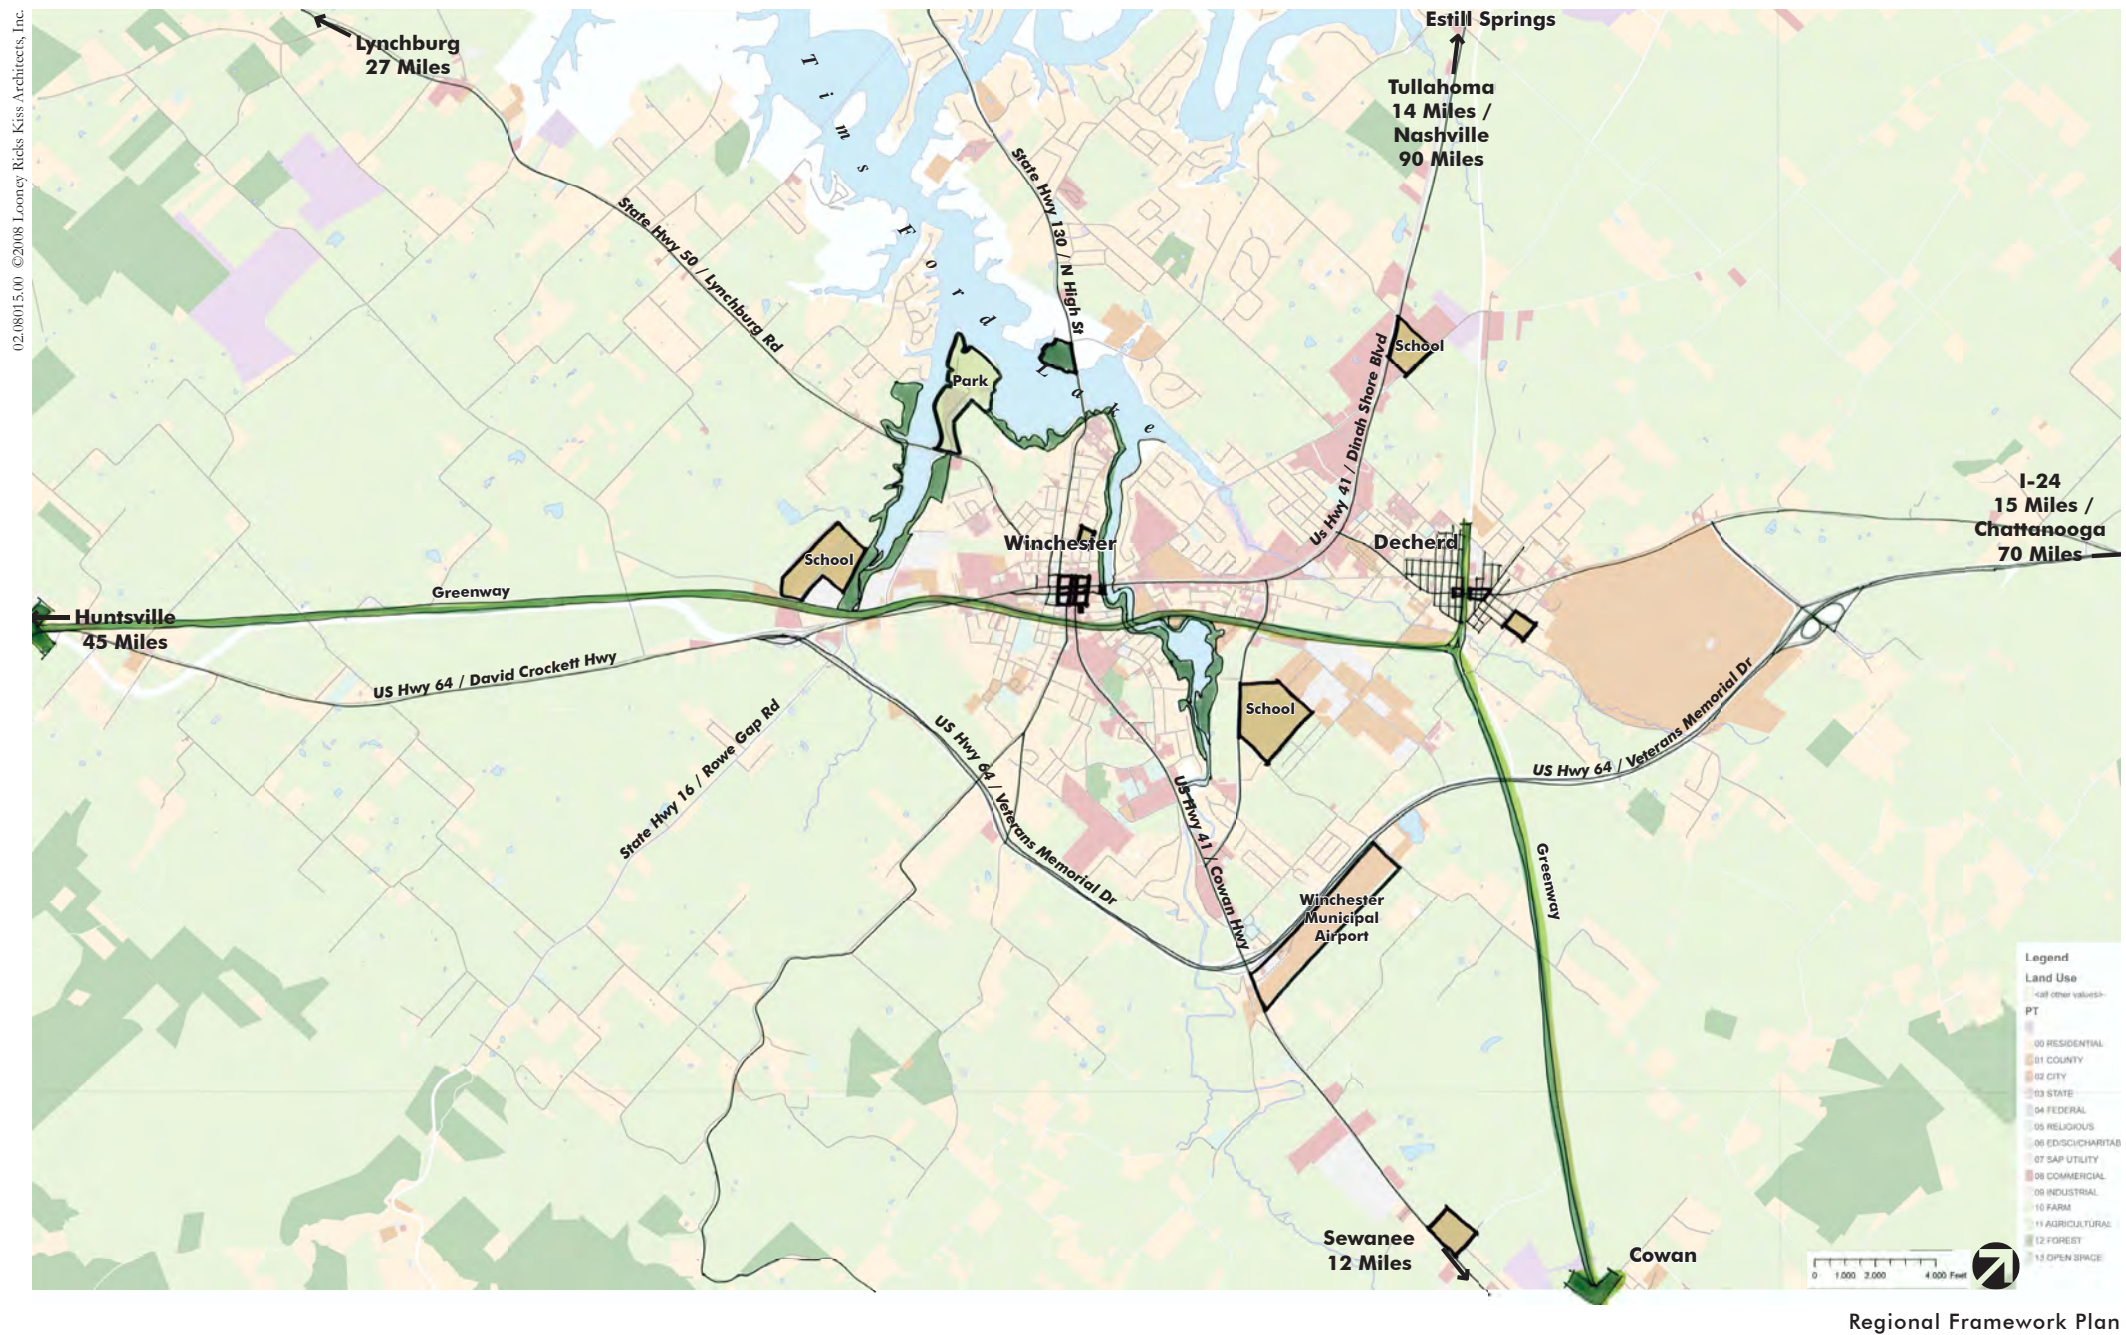 02.08015.00 ©2008 Looney Ricks Kiss Architects, Inc.
Lynchburg
27 Miles
Estill Springs
Tullahoma
14 Miles /
Nashville
90 Miles
Tims Ford Lake
State Hwy 130 / N High St
State Hwy 50 / Lynchburg Rd
Park
School
Us Hwy 41 / Dinah Shore Blvd
I-24
15 Miles /
Chattanooga
70 Miles
Winchester
Decherd
School
Greenway
Huntsville
45 Miles
US Hwy 64 / David Crockett Hwy
State Hwy 16 / Rowe Gap Rd
US Hwy 64 / Veterans Memorial Dr
School
US Hwy 64 / Veterans Memorial Dr
US Hwy 41 / Cowan Hwy
Winchester
Municipal
Airport
Greenway
Sewanee
12 Miles
Cowan
Legend
Land Use
<all other values>
PT
00 RESIDENTIAL
01 COUNTY
02 CITY
03 STATE
04 FEDERAL
05 RELIGIOUS
06 ED/SCI/CHARITAB
07 SAP UTILITY
08 COMMERCIAL
09 INDUSTRIAL
10 FARM
11 AGRICULTURAL
12 FOREST
13 OPEN SPACE
0 1,000 2,000 4,000 Feet
Regional Framework Plan